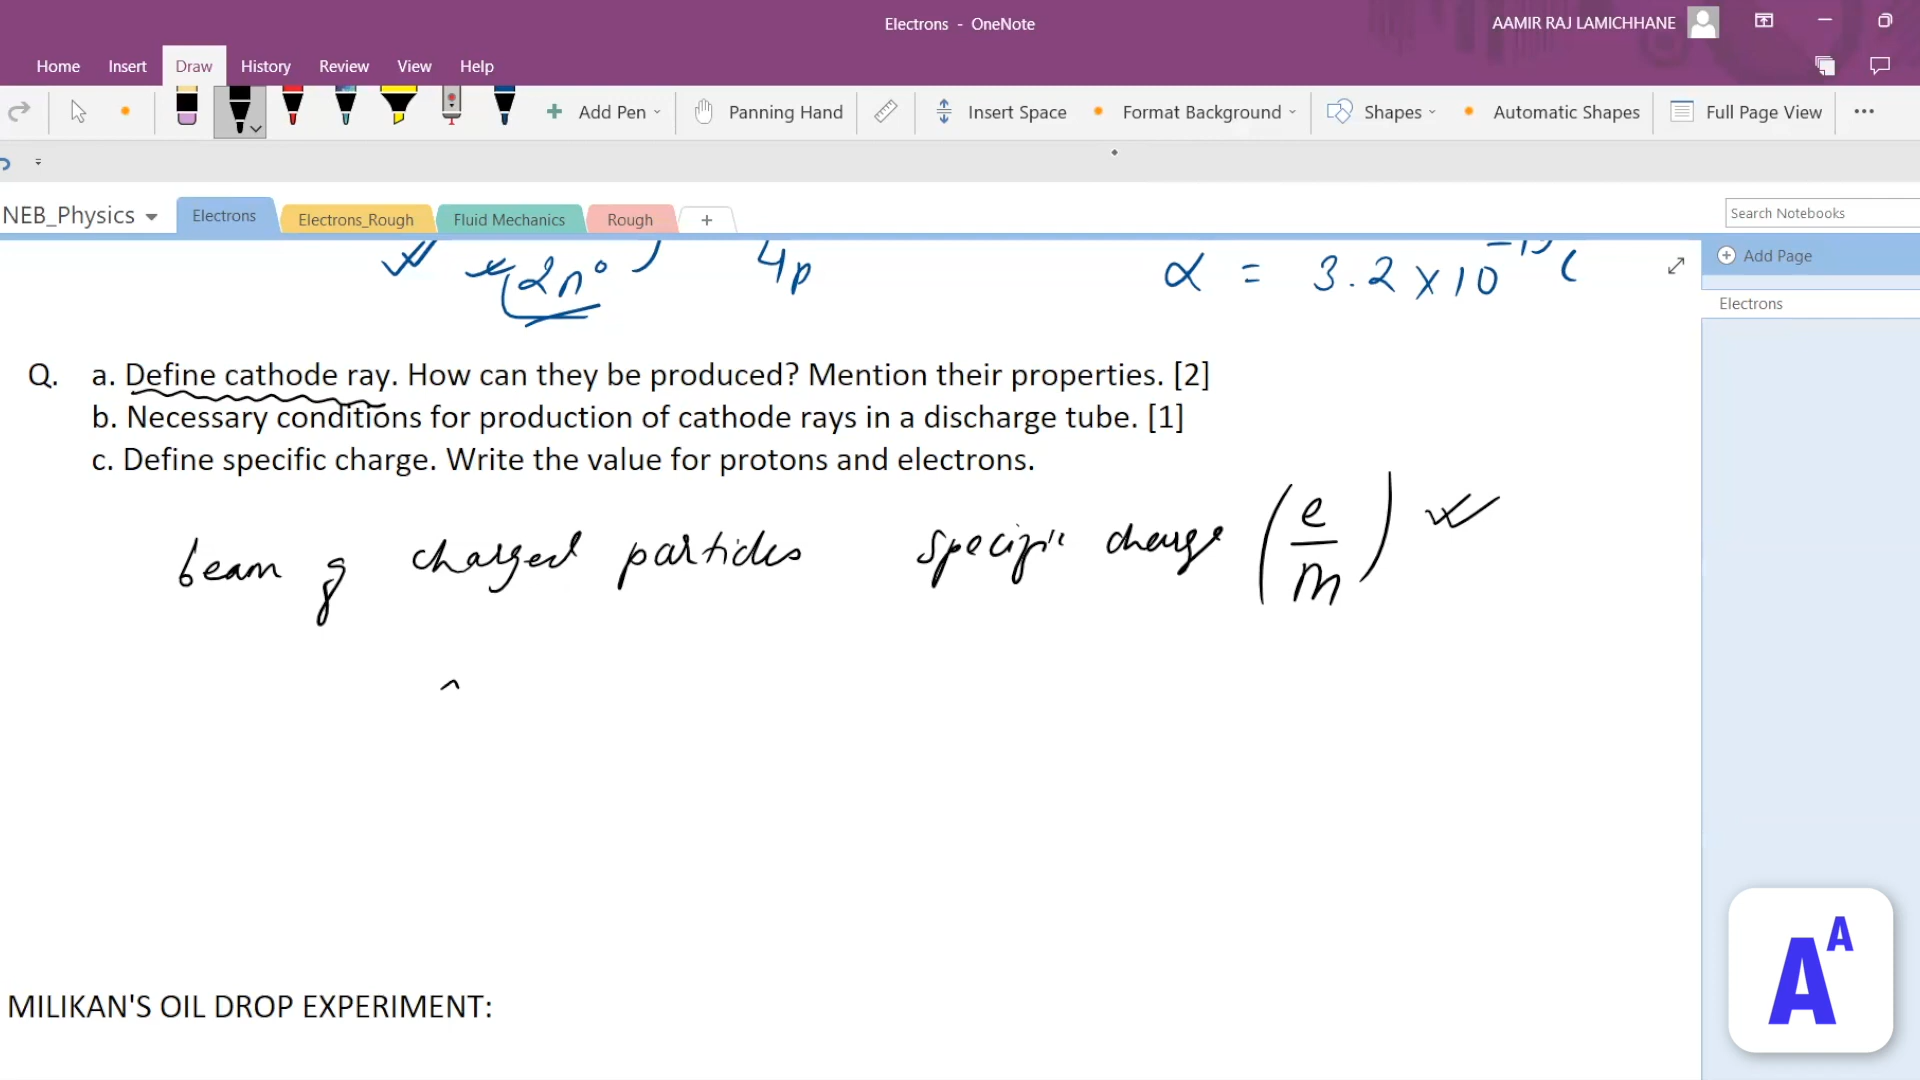 Electrons - OneNote
AAMIR RAJ LAMICHHANE
Home Insert Draw History Review View Help
Add Pen Panning Hand Insert Space Format Background Shapes Automatic Shapes Full Page View
NEB_Physics Electrons Electrons_Rough Fluid Mechanics Rough + Search Notebooks
Add Page
Electrons
2n⁰ 4p α = 3.2 x 10
Q. a. Define cathode ray. How can they be produced? Mention their properties. [2]
b. Necessary conditions for production of cathode rays in a discharge tube. [1]
c. Define specific charge. Write the value for protons and electrons.
beam of charged particles specific charge (e/m)
MILIKAN'S OIL DROP EXPERIMENT:
A A